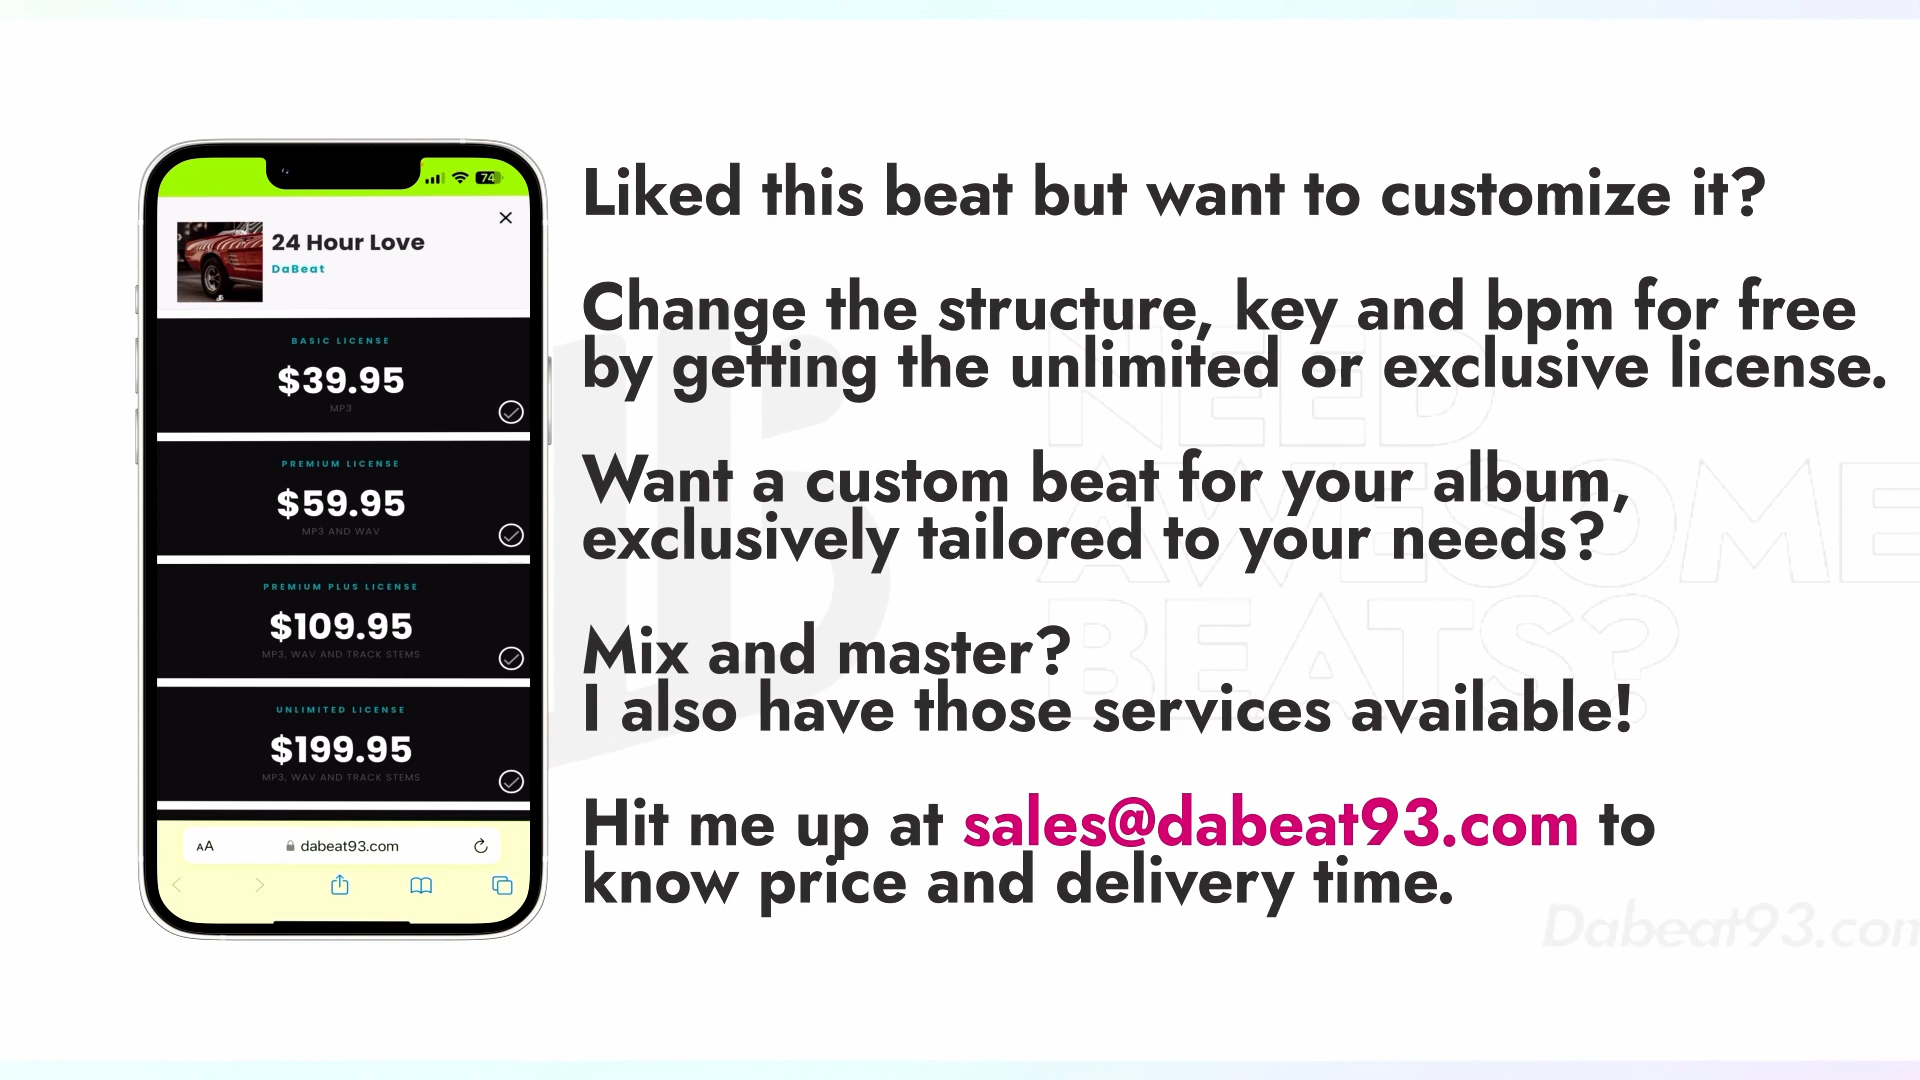 74
24 Hour Love
DaBeat
BASIC LICENSE
$39.95
MP3
PREMIUM LICENSE
$59.95
MP3 AND WAV
PREMIUM PLUS LICENSE
$109.95
MP3, WAV AND TRACK STEMS
UNLIMITED LICENSE
$199.95
MP3, WAV AND TRACK STEMS
AA
dabeat93.com
Liked this beat but want to customize it?
Change the structure, key and bpm for free
by getting the unlimited or exclusive license.
Want a custom beat for your album,
exclusively tailored to your needs?
Mix and master?
I also have those services available!
Hit me up at sales@dabeat93.com to
know price and delivery time.
NEED
AWESOME
BEATS?
Dabeat93.com